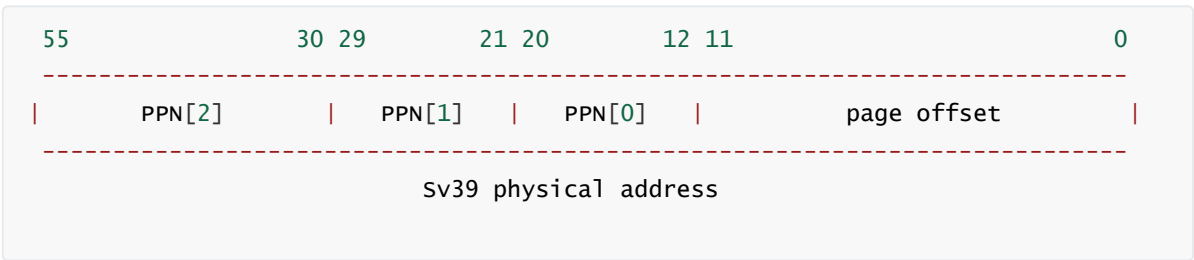 55 30 29 21 20 12 11 0
-----------------------------------------------------------------------------
| PPN[2] | PPN[1] | PPN[0] | page offset |
-----------------------------------------------------------------------------
Sv39 physical address